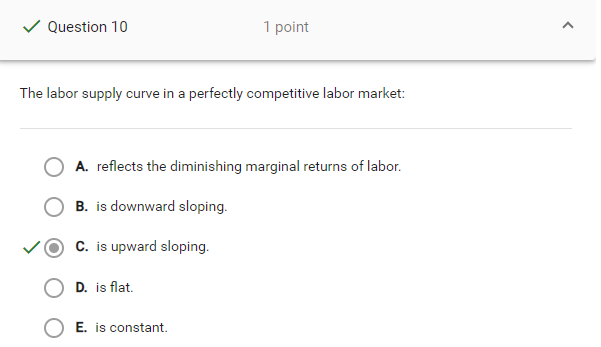 Question 10 1 point
The labor supply curve in a perfectly competitive labor market:
A. reflects the diminishing marginal returns of labor.
B. is downward sloping.
C. is upward sloping.
D. is flat.
E. is constant.